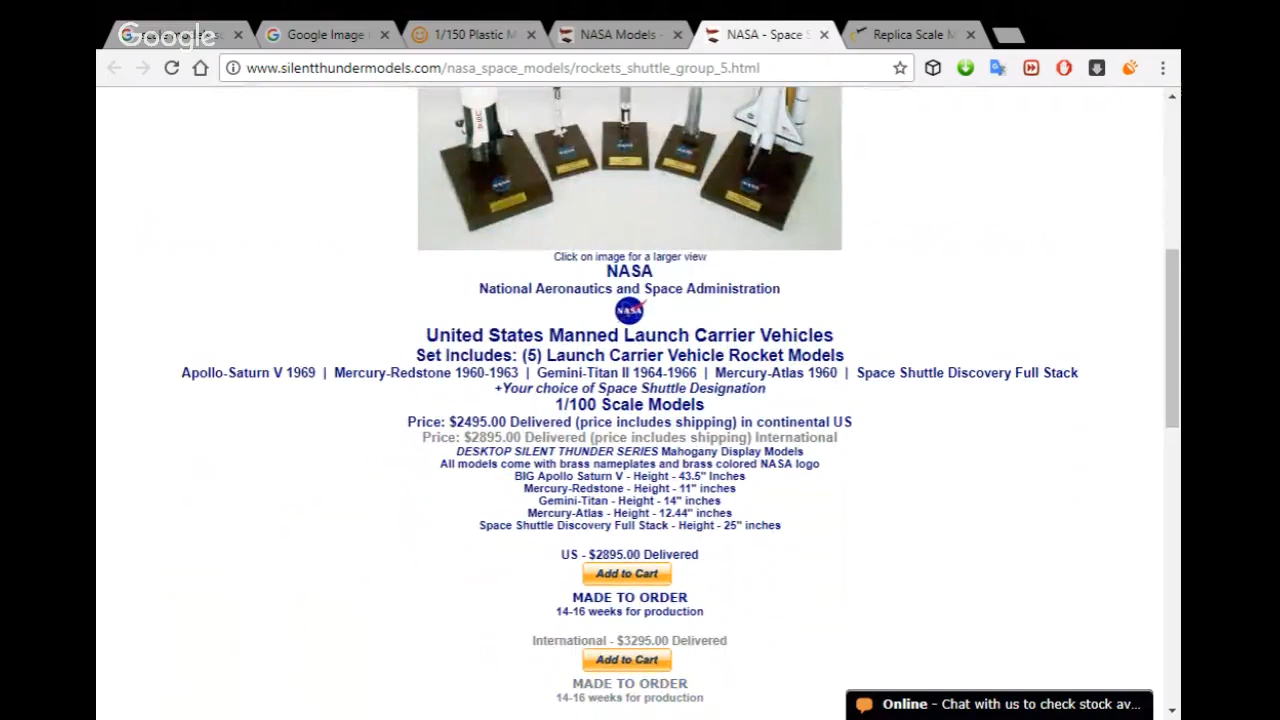 Google
Google Image
1/150 Plastic M
NASA Models -
NASA - Space S
Replica Scale M
www.silentthundermodels.com/nasa_space_models/rockets_shuttle_group_5.html
Click on image for a larger view
NASA
National Aeronautics and Space Administration
NASA
United States Manned Launch Carrier Vehicles
Set Includes: (5) Launch Carrier Vehicle Rocket Models
Apollo-Saturn V 1969 | Mercury-Redstone 1960-1963 | Gemini-Titan II 1964-1966 | Mercury-Atlas 1960 | Space Shuttle Discovery Full Stack
+Your choice of Space Shuttle Designation
1/100 Scale Models
Price: $2495.00 Delivered (price includes shipping) in continental US
Price: $2895.00 Delivered (price includes shipping) International
DESKTOP SILENT THUNDER SERIES Mahogany Display Models
All models come with brass nameplates and brass colored NASA logo
BIG Apollo Saturn V - Height - 43.5" Inches
Mercury-Redstone - Height - 11" inches
Gemini-Titan - Height - 14" inches
Mercury-Atlas - Height - 12.44" inches
Space Shuttle Discovery Full Stack - Height - 25" inches
US - $2895.00 Delivered
Add to Cart
MADE TO ORDER
14-16 weeks for production
International - $3295.00 Delivered
Add to Cart
MADE TO ORDER
14-16 weeks for production
Online - Chat with us to check stock av...